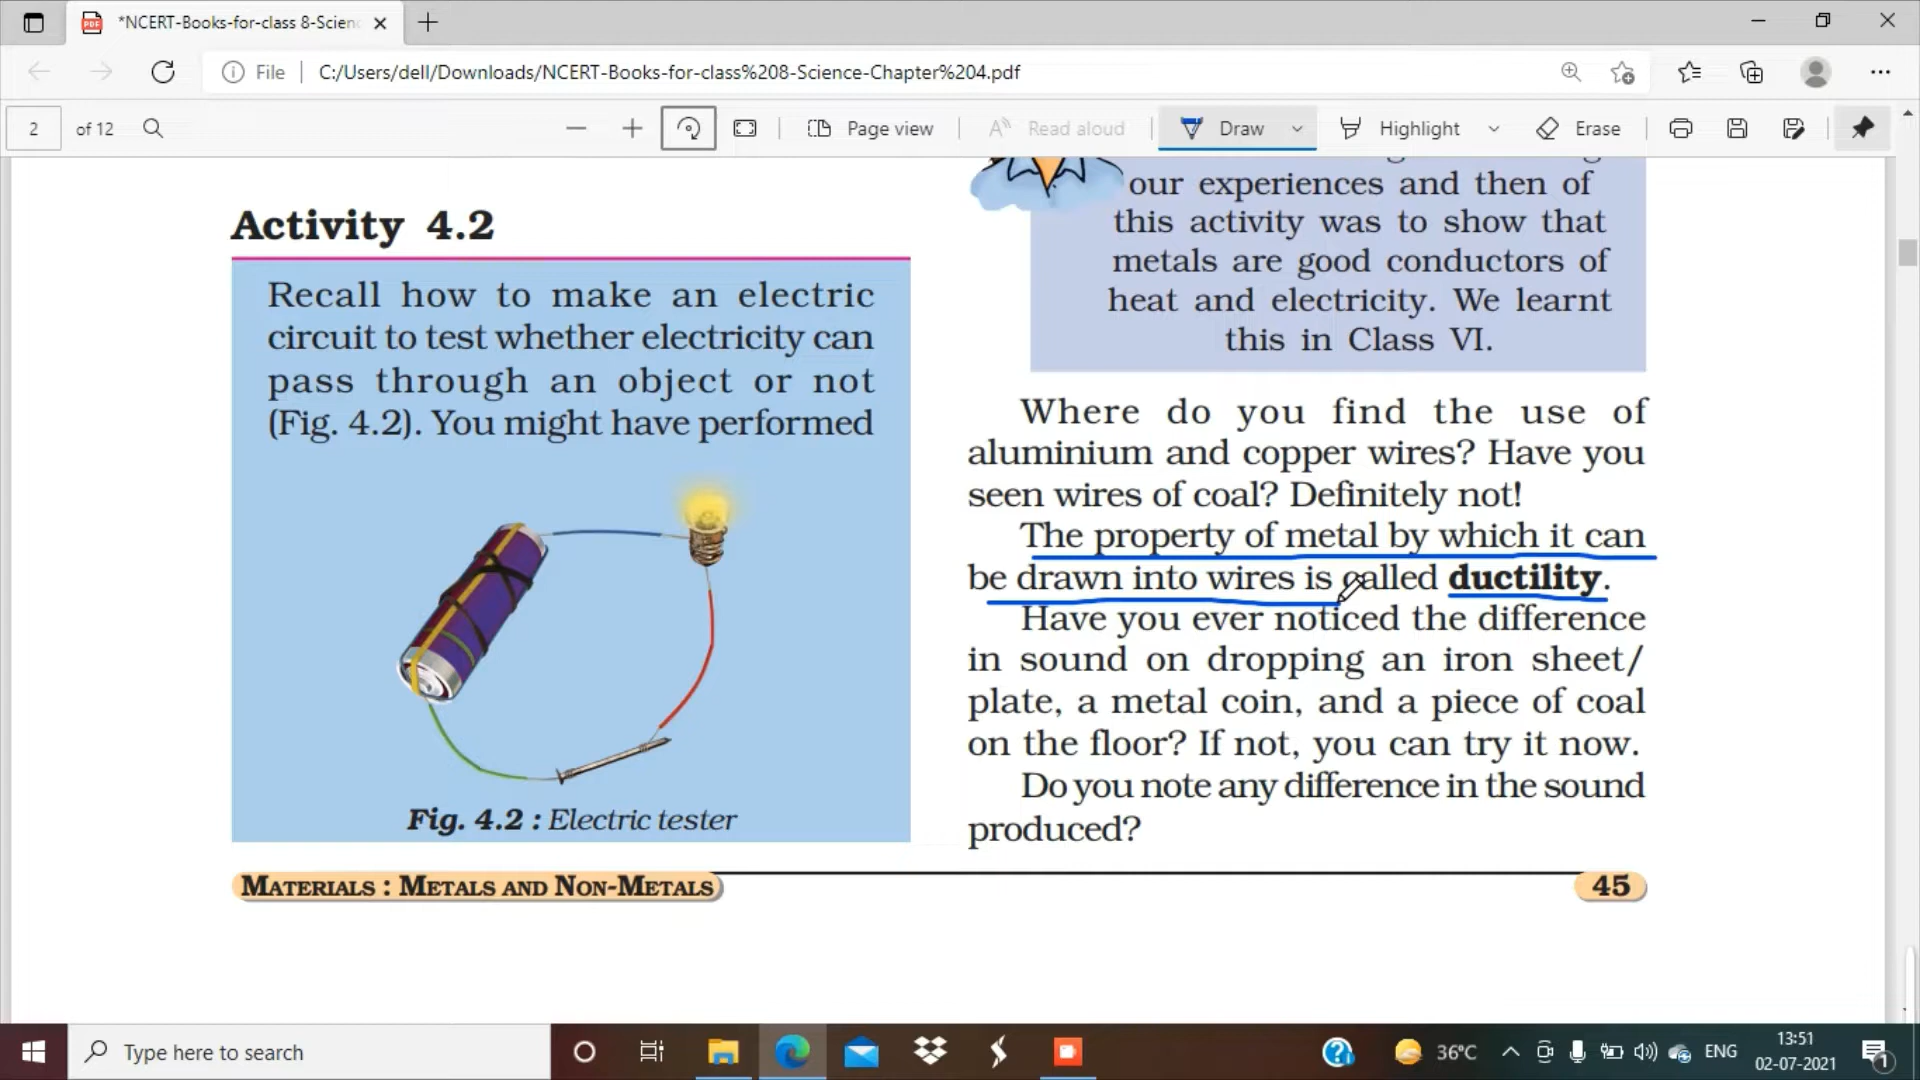 *NCERT-Books-for-class 8-Scien
File
C:/Users/dell/Downloads/NCERT-Books-for-class%208-Science-Chapter%204.pdf
2 of 12
Page view
Read aloud
Draw
Highlight
Erase
Activity 4.2
Recall how to make an electric
circuit to test whether electricity can
pass through an object or not
(Fig. 4.2). You might have performed
Fig. 4.2 : Electric tester
our experiences and then of
this activity was to show that
metals are good conductors of
heat and electricity. We learnt
this in Class VI.
Where do you find the use of
aluminium and copper wires? Have you
seen wires of coal? Definitely not!
The property of metal by which it can
be drawn into wires is called ductility.
Have you ever noticed the difference
in sound on dropping an iron sheet/
plate, a metal coin, and a piece of coal
on the floor? If not, you can try it now.
Do you note any difference in the sound
produced?
MATERIALS : METALS AND NON-METALS
45
Type here to search
36°C
ENG
13:51
02-07-2021
1